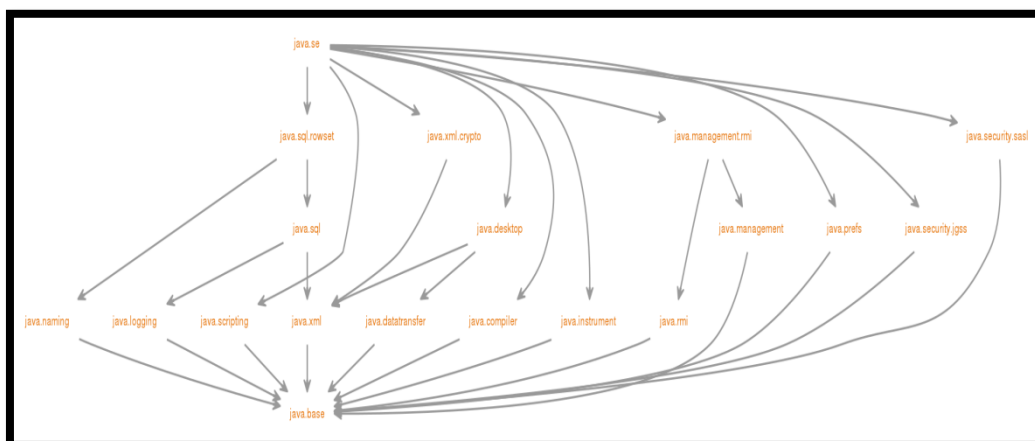 java.se
java.sql.rowset
java.xml.crypto
java.management.rmi
java.security.sasl
java.sql
java.desktop
java.management
java.prefs
java.security.jgss
java.naming
java.logging
java.scripting
java.xml
java.datatransfer
java.compiler
java.instrument
java.rmi
java.base